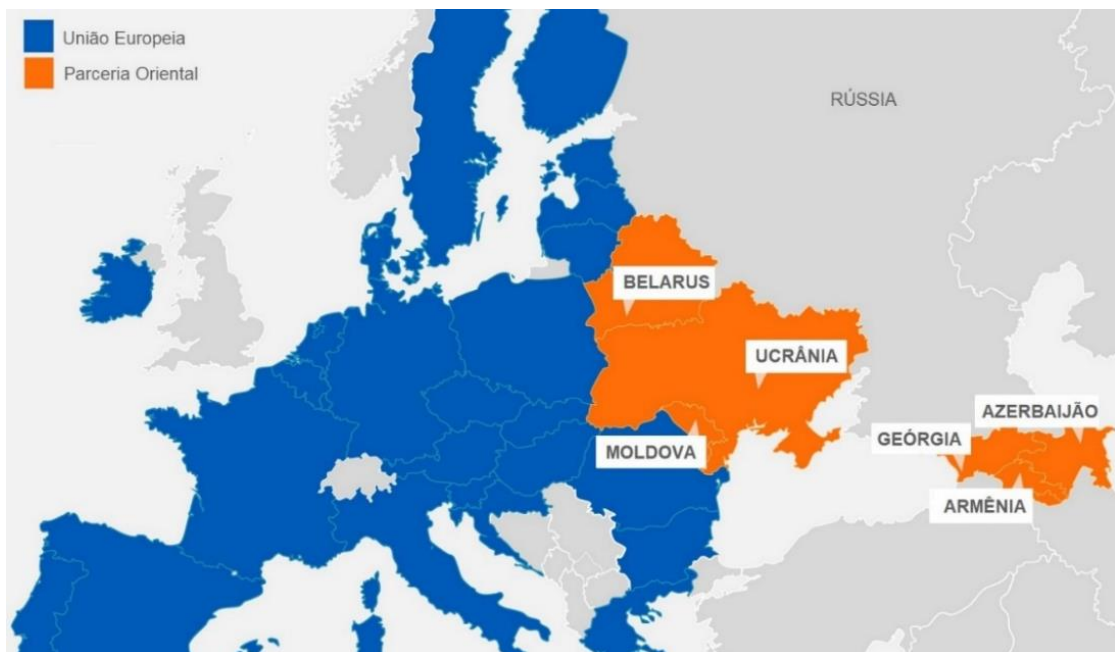 União Europeia
Parceria Oriental
RÚSSIA
BELARUS
UCRÂNIA
AZERBAIJÃO
GEÓRGIA
MOLDOVA
ARMÊNIA